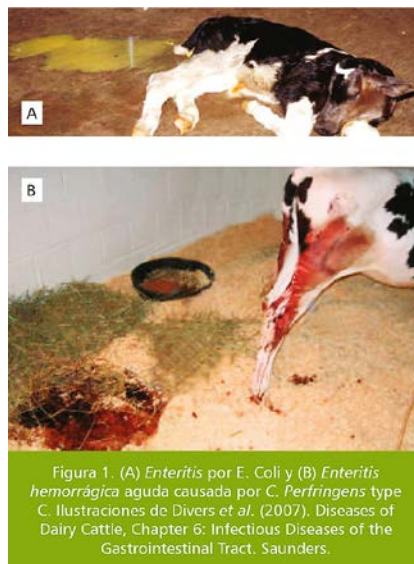 A
B
Figura 1. (A) Enteritis por E. Coli y (B) Enteritis
hemorrágica aguda causada por C. Perfringens type
C. Ilustraciones de Divers et al. (2007). Diseases of
Dairy Cattle, Chapter 6: Infectious Diseases of the
Gastrointestinal Tract. Saunders.